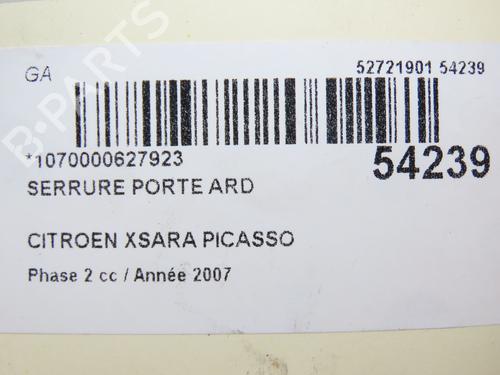 GA
52721901 54239
*1070000627923
54239
SERRURE PORTE ARD
CITROEN XSARA PICASSO
Phase 2 cc / Année 2007
B-PARTS